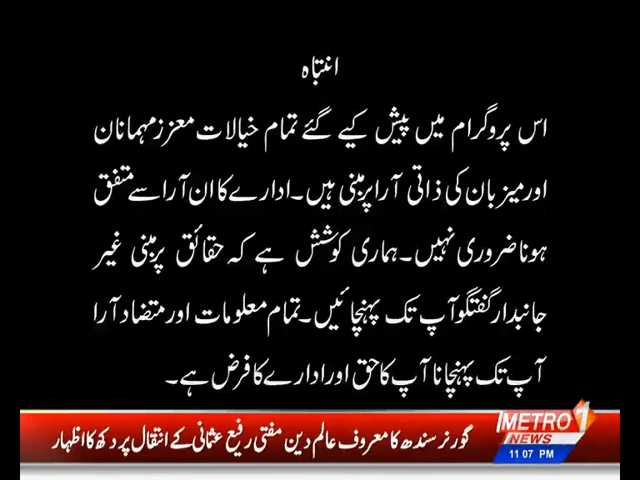 انتباہ
اس پروگرام میں پیش کیے گئے تمام خیالات معزز مہمانان
اور میزبان کی ذاتی آرا پر مبنی ہیں۔ ادارے کا ان آرا سے متفق
ہونا ضروری نہیں۔ ہماری کوشش ہے کہ حقائق پر مبنی غیر
جانبدار گفتگو آپ تک پہنچائیں۔ تمام معلومات اور متضاد آرا
آپ تک پہنچانا آپ کا حق اور ادارے کا فرض ہے۔
گورنر سندھ کا معروف عالم دین مفتی رفیع عثمانی کے انتقال پر دکھ کا اظہار
METRO 1
NEWS
11 07 PM